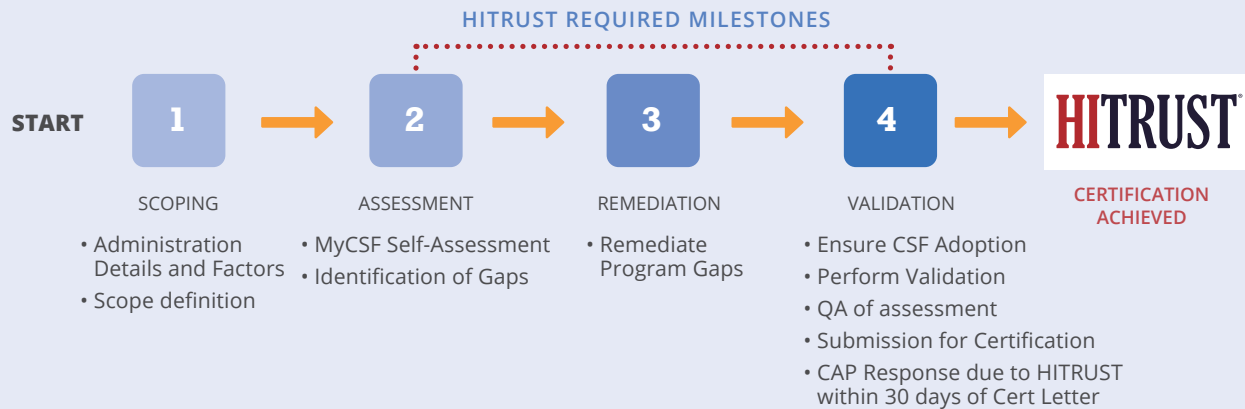 HITRUST REQUIRED MILESTONES
START
1
2
3
4
HITRUST®
SCOPING
ASSESSMENT
REMEDIATION
VALIDATION
CERTIFICATION
ACHIEVED
• Administration
Details and Factors
• Scope definition
• MyCSF Self-Assessment
• Identification of Gaps
• Remediate
Program Gaps
• Ensure CSF Adoption
• Perform Validation
• QA of assessment
• Submission for Certification
• CAP Response due to HITRUST
within 30 days of Cert Letter